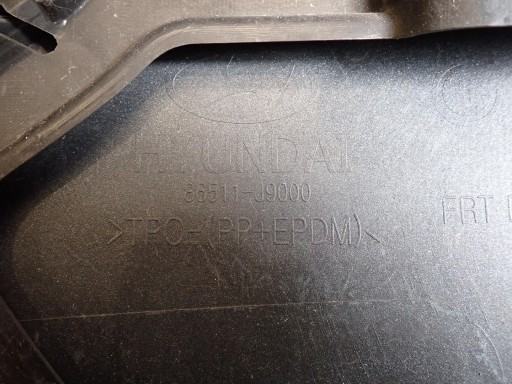 HYUNDAI
86511-J9000
>TPO-(PP+EPDM)<
FRT